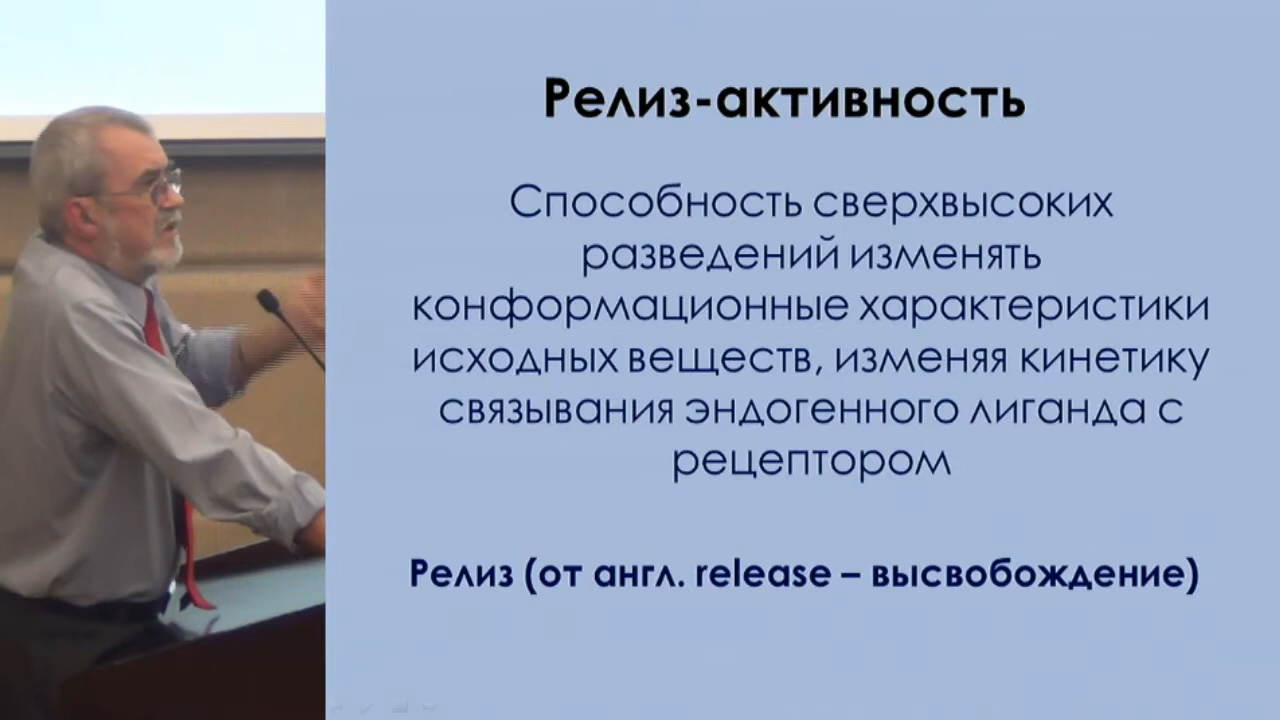 Релиз-активность
Способность сверхвысоких
разведений изменять
конформационные характеристики
исходных веществ, изменяя кинетику
связывания эндогенного лиганда с
рецептором
Релиз (от англ. release – высвобождение)